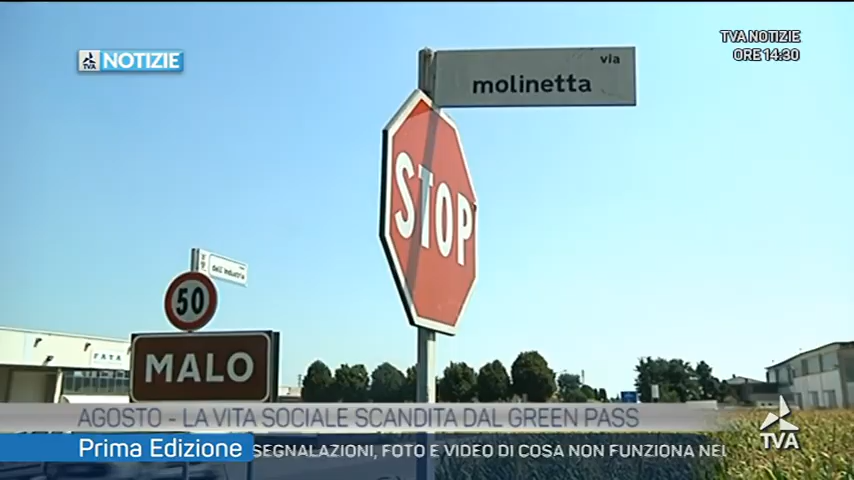 TVA
NOTIZIE
TVA NOTIZIE
ORE 14:30
via
molinetta
STOP
dell'Industria
50
MALO
FATA
AGOSTO - LA VITA SOCIALE SCANDITA DAL GREEN PASS
Prima Edizione
SEGNALAZIONI, FOTO E VIDEO DI COSA NON FUNZIONA NEL
TVA